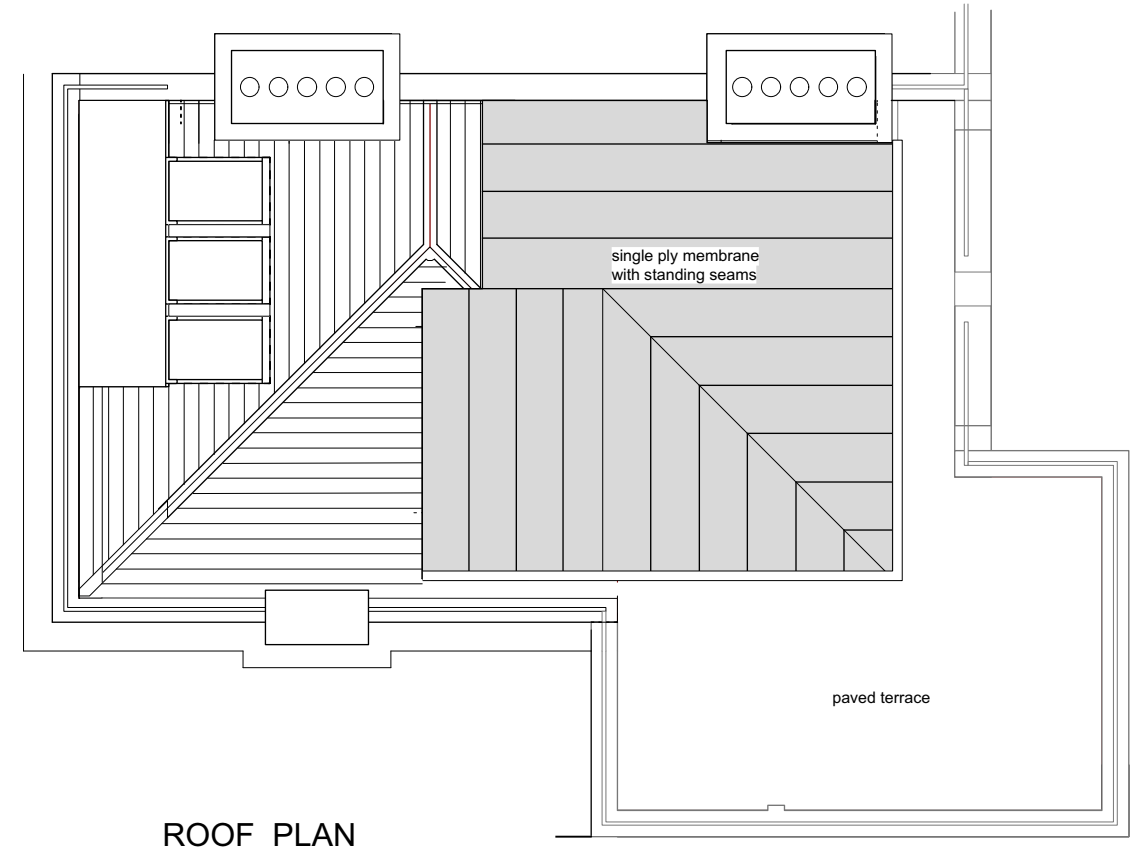 single ply membrane
with standing seams
paved terrace
ROOF PLAN